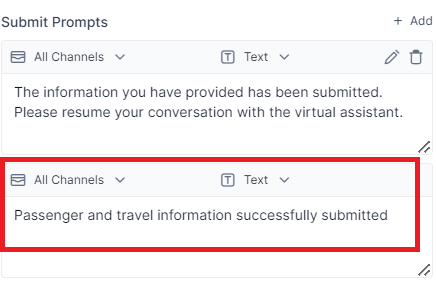 Submit Prompts + Add
All Channels Text
The information you have provided has been submitted.
Please resume your conversation with the virtual assistant.
All Channels Text
Passenger and travel information successfully submitted